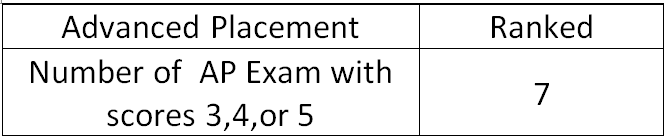 Advanced Placement
Ranked
Number of AP Exam with
scores 3,4,or 5
7